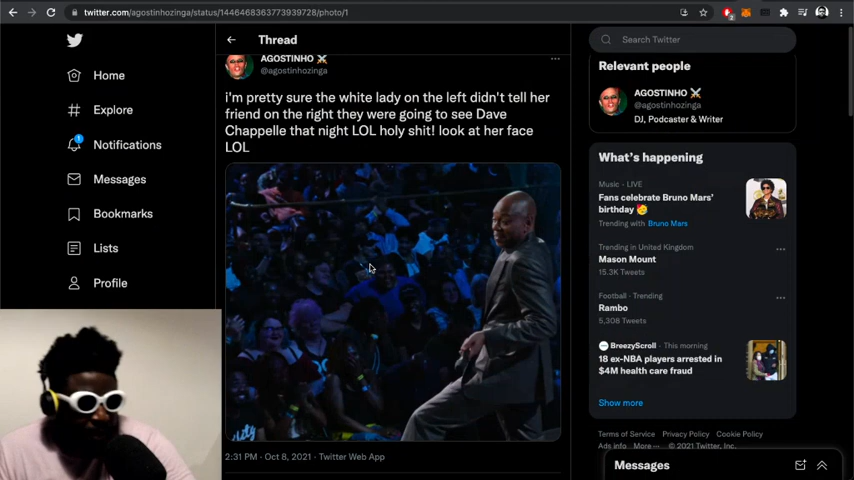 twitter.com/agostinhozinga/status/1446468363773939728/photo/1
2
Home
Explore
1
Notifications
Messages
Bookmarks
Lists
Profile
Thread
AGOSTINHO
@agostinhozinga
i'm pretty sure the white lady on the left didn't tell her
friend on the right they were going to see Dave
Chappelle that night LOL holy shit! look at her face
LOL
2:31 PM · Oct 8, 2021 · Twitter Web App
Search Twitter
Relevant people
AGOSTINHO
@agostinhozinga
DJ, Podcaster & Writer
What's happening
Music · LIVE
Fans celebrate Bruno Mars'
birthday
Trending with Bruno Mars
Trending in United Kingdom
Mason Mount
15.3K Tweets
Football · Trending
Rambo
5,308 Tweets
BreezyScroll · This morning
18 ex-NBA players arrested in
$4M health care fraud
Show more
Terms of Service Privacy Policy Cookie Policy
Ads info More ··· © 2021 Twitter, Inc.
Messages